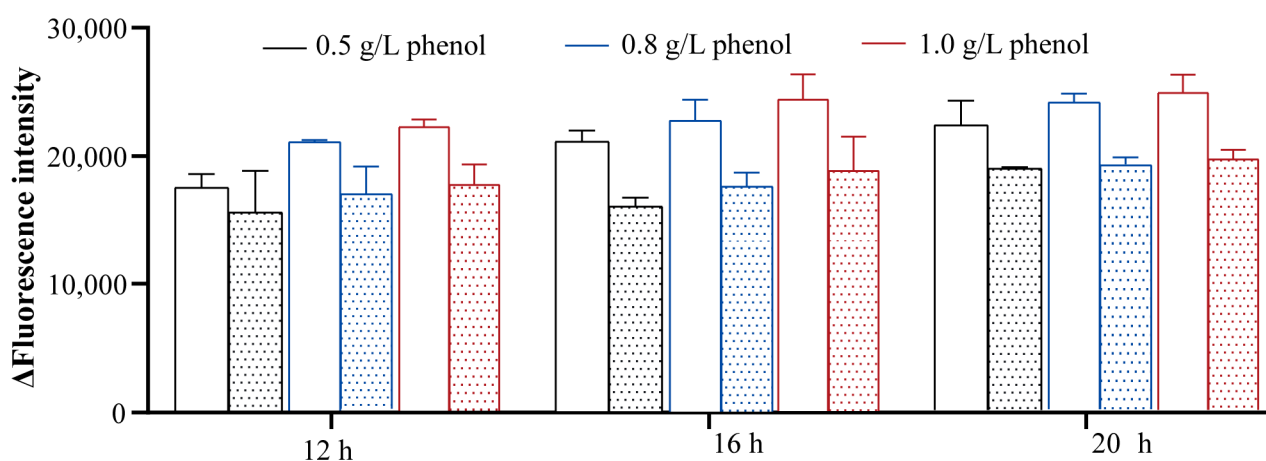 30,000
0.5 g/L phenol
0.8 g/L phenol
1.0 g/L phenol
ΔFluorescence intensity
20,000
10,000
0
12 h
16 h
20 h